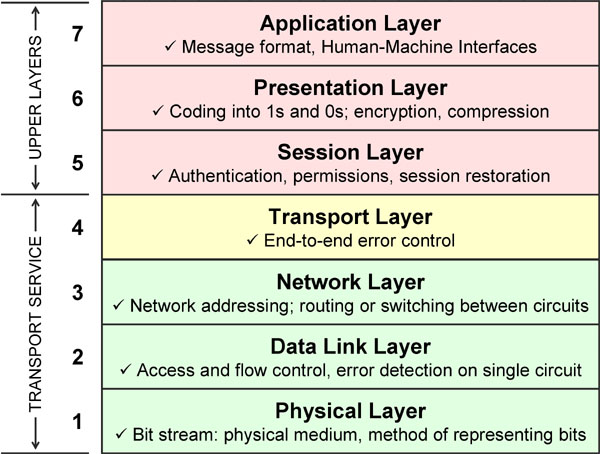 UPPER LAYERS
7
Application Layer
✓ Message format, Human-Machine Interfaces
6
Presentation Layer
✓ Coding into 1s and 0s; encryption, compression
5
Session Layer
✓ Authentication, permissions, session restoration
TRANSPORT SERVICE
4
Transport Layer
✓ End-to-end error control
3
Network Layer
✓ Network addressing; routing or switching between circuits
2
Data Link Layer
✓ Access and flow control, error detection on single circuit
1
Physical Layer
✓ Bit stream: physical medium, method of representing bits